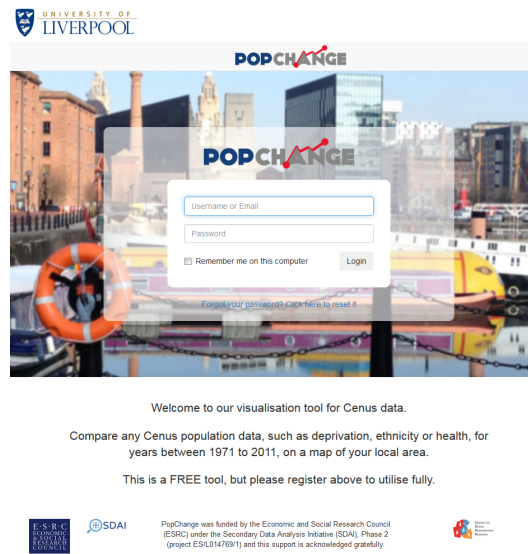 UNIVERSITY OF
LIVERPOOL
POPCHANGE
POPCHANGE
Username or Email
Password
Remember me on this computer
Login
Forgot your password? Click here to reset it
Welcome to our visualisation tool for Cenus data.
Compare any Cenus population data, such as deprivation, ethnicity or health, for
years between 1971 to 2011, on a map of your local area.
This is a FREE tool, but please register above to utilise fully.
E·S·R·C
ECONOMIC
& SOCIAL
RESEARCH
COUNCIL
SDAI
PopChange was funded by the Economic and Social Research Council
(ESRC) under the Secondary Data Analysis Initiative (SDAI), Phase 2
(project ES/L014769/1) and this support is acknowledged gratefully.